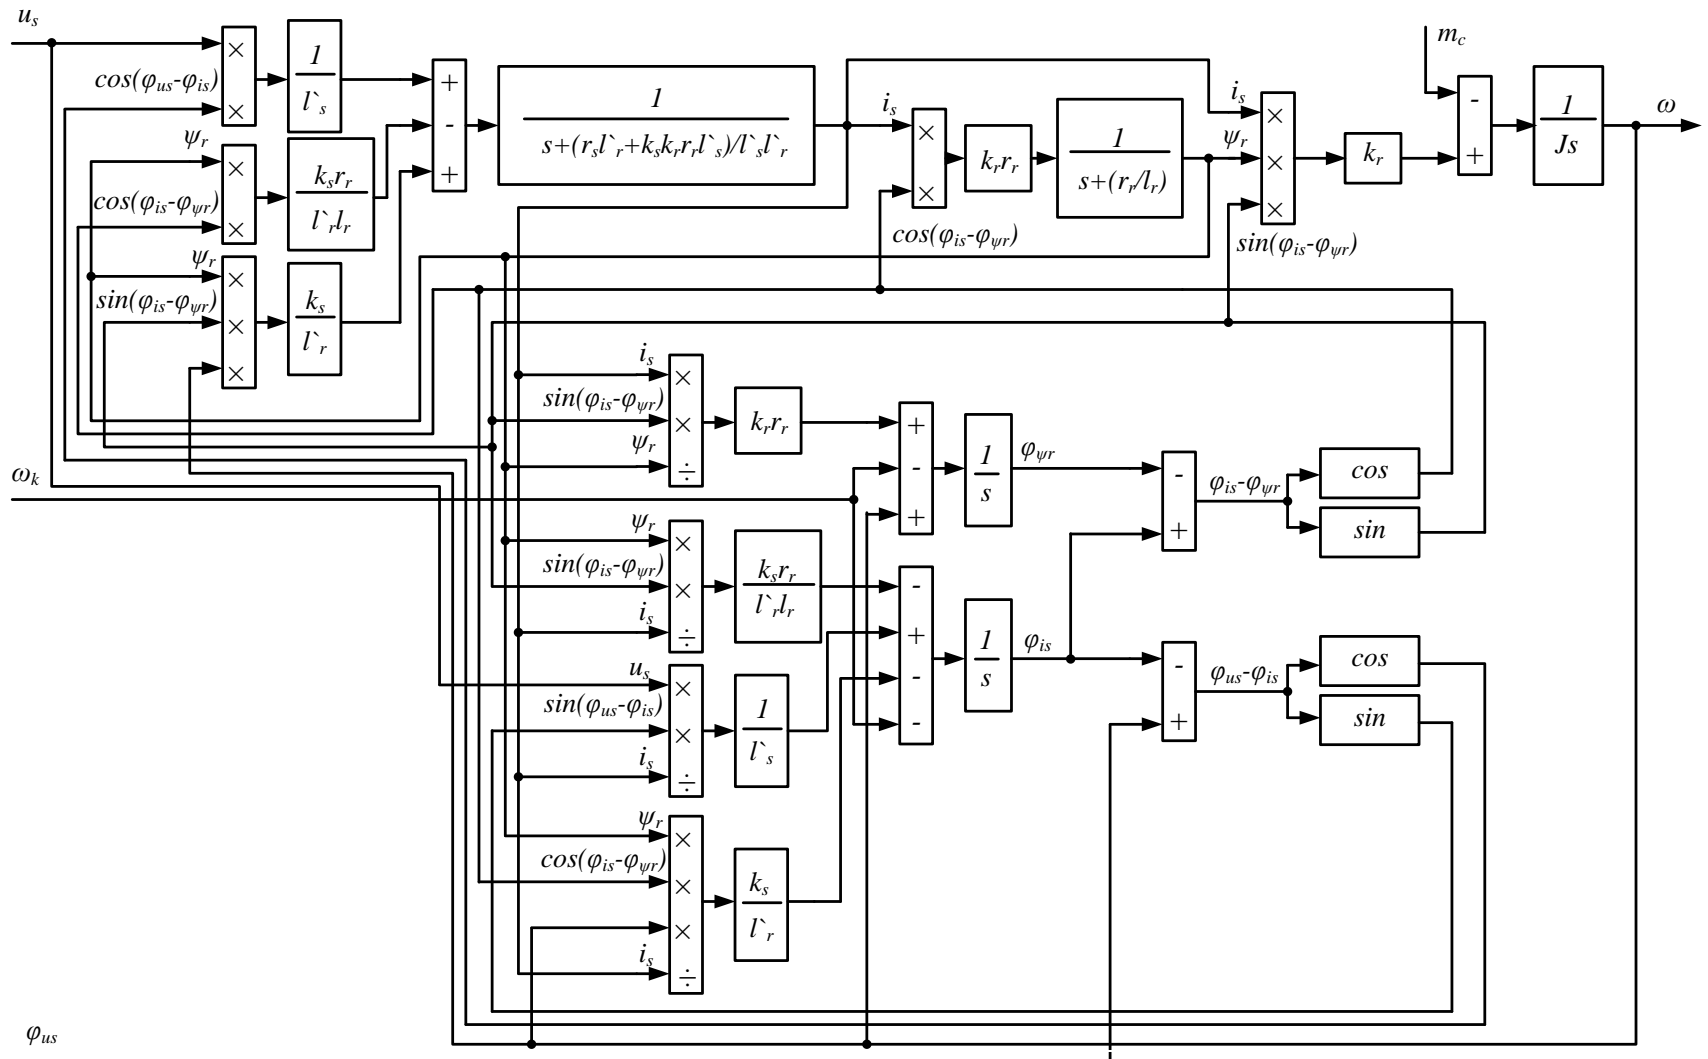 u_s
m_c
×
1
l`_s
cos(φ_us-φ_is)
×
+
-
+
1
s+(r_s l`_r+k_s k_r r_r l`_s)/l`_s l`_r
i_s
×
×
k_r r_r
1
s+(r_r/l_r)
i_s
ψ_r
×
×
×
k_r
-
+
1
Js
ω
ψ_r
×
k_s r_r
l`_r l_r
cos(φ_is-φ_ψr)
×
cos(φ_is-φ_ψr)
sin(φ_is-φ_ψr)
ψ_r
×
sin(φ_is-φ_ψr)
×
k_s
l`_r
×
i_s
×
sin(φ_is-φ_ψr)
×
ψ_r
÷
k_r r_r
+
-
+
1
s
φ_ψr
-
+
φ_is-φ_ψr
cos
sin
ω_k
ψ_r
×
sin(φ_is-φ_ψr)
×
i_s
÷
k_s r_r
l`_r l_r
-
+
-
-
1
s
φ_is
-
+
φ_us-φ_is
cos
sin
u_s
×
sin(φ_us-φ_is)
×
i_s
÷
1
l`_s
ψ_r
×
cos(φ_is-φ_ψr)
×
×
i_s
÷
k_s
l`_r
φ_us